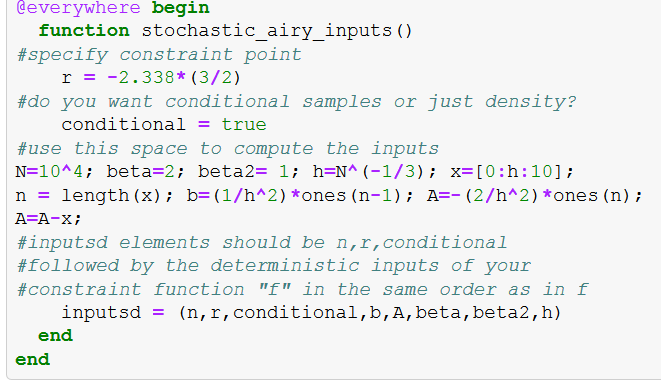 @everywhere begin
function stochastic_airy_inputs()
#specify constraint point
r = -2.338*(3/2)
#do you want conditional samples or just density?
conditional = true
#use this space to compute the inputs
N=10^4; beta=2; beta2= 1; h=N^(-1/3); x=[0:h:10];
n = length(x); b=(1/h^2)*ones(n-1); A=-(2/h^2)*ones(n);
A=A-x;
#inputsd elements should be n,r,conditional
#followed by the deterministic inputs of your
#constraint function "f" in the same order as in f
inputsd = (n,r,conditional,b,A,beta,beta2,h)
end
end